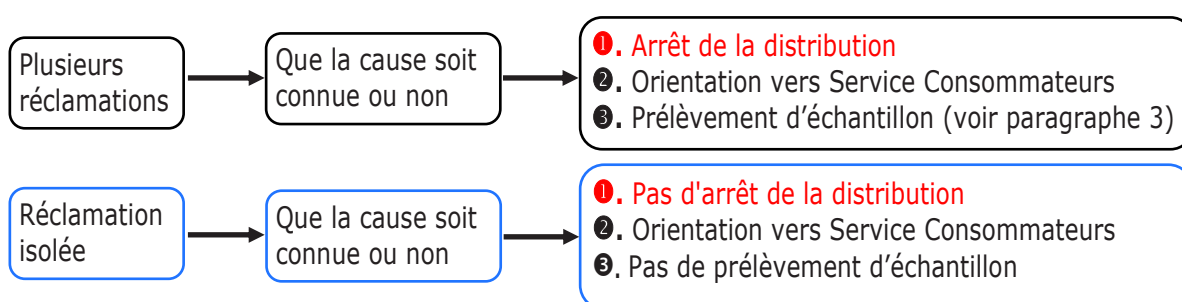 Plusieurs
réclamations
Que la cause soit
connue ou non
❶. Arrêt de la distribution
❷. Orientation vers Service Consommateurs
❸. Prélèvement d’échantillon (voir paragraphe 3)
Réclamation
isolée
Que la cause soit
connue ou non
❶. Pas d'arrêt de la distribution
❷. Orientation vers Service Consommateurs
❸. Pas de prélèvement d’échantillon